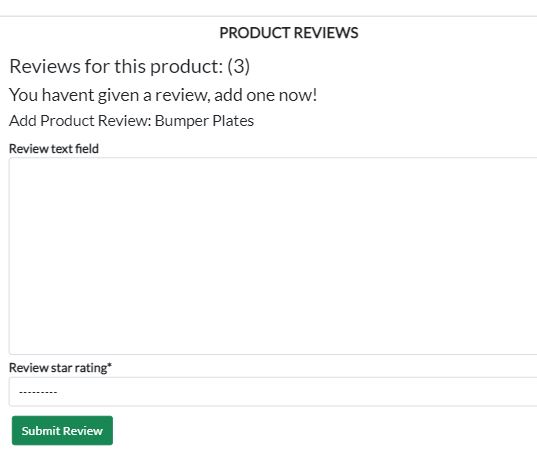 PRODUCT REVIEWS
Reviews for this product: (3)
You havent given a review, add one now!
Add Product Review: Bumper Plates
Review text field
Review star rating*
---------
Submit Review